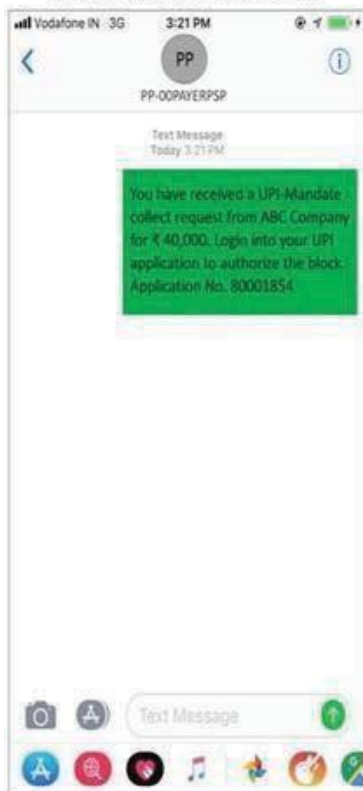 Vodafone IN 3G 3:21 PM
PP
PP-OOPAYERPSP
Text Message
Today 3:21 PM
You have received a UPI-Mandate
collect request from ABC Company
for ₹ 40,000. Login into your UPI
application to authorize the block.
Application No. 80001854
Text Message